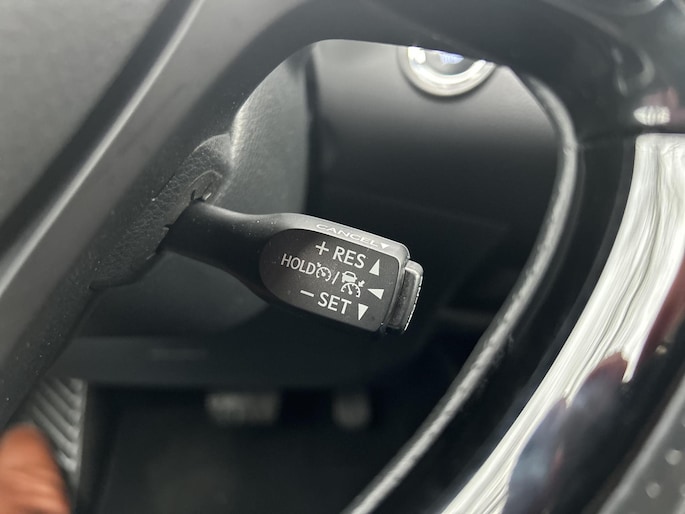 CANCEL▼
+ RES ▲
HOLD / ◀
− SET ▼